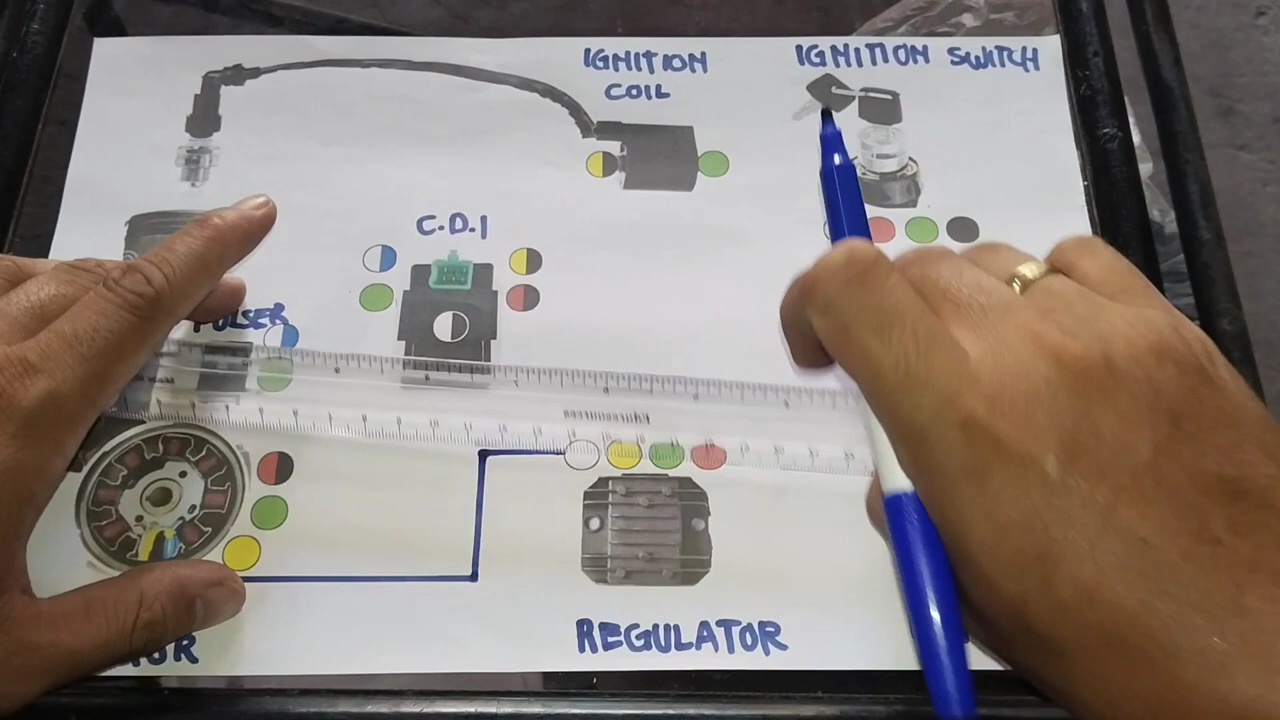 IGNITION
COIL
IGNITION SWITCH
C.D.I
PULSER
REGULATOR